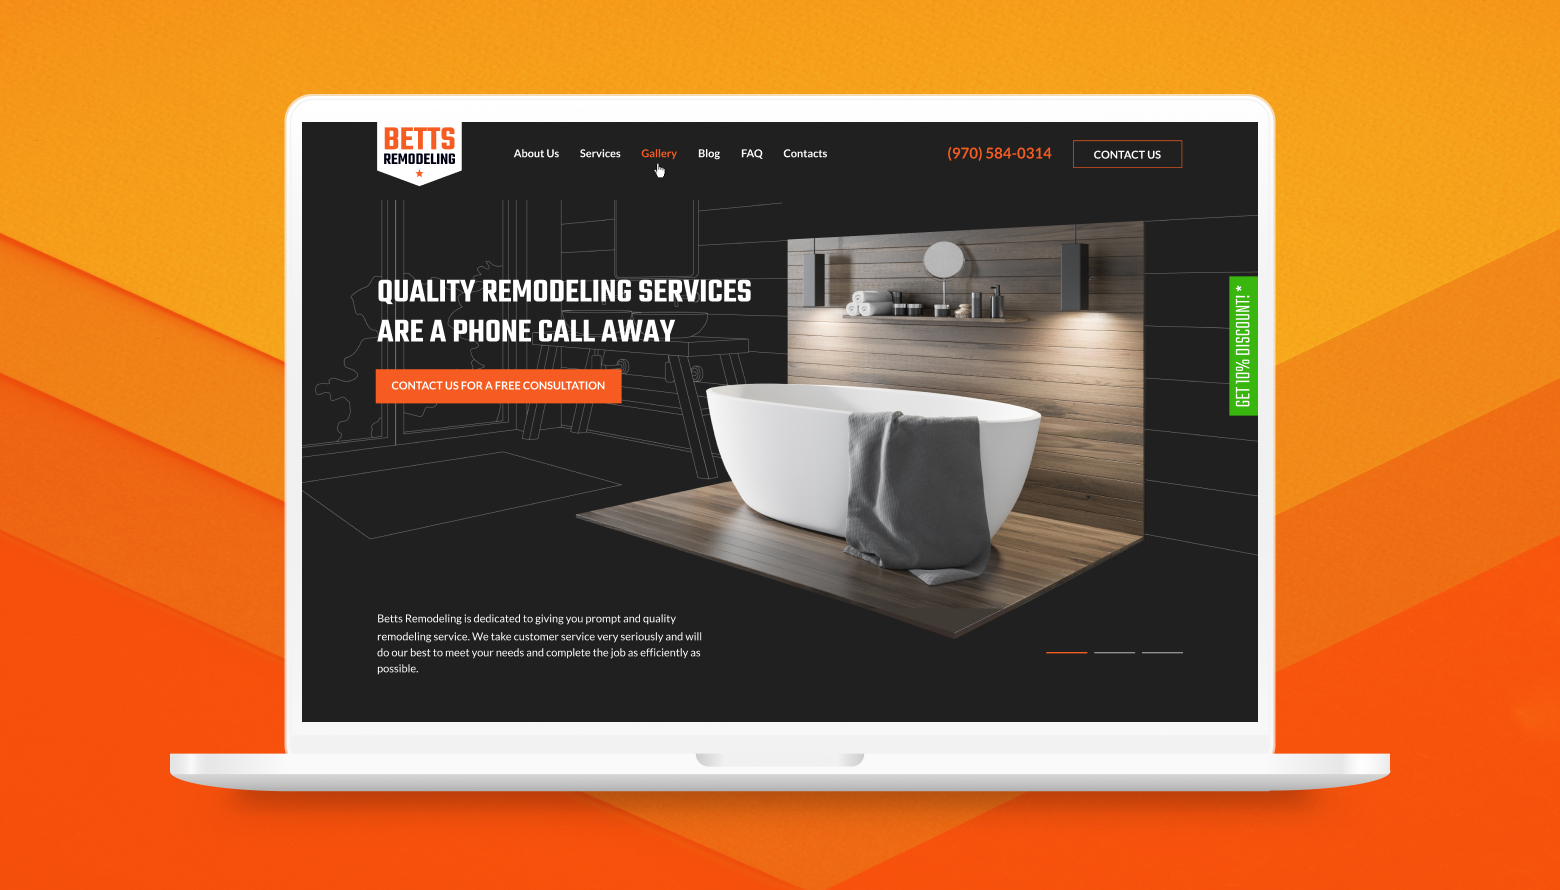 BETTS
REMODELING
About Us
Services
Gallery
Blog
FAQ
Contacts
(970) 584-0314
CONTACT US
QUALITY REMODELING SERVICES
ARE A PHONE CALL AWAY
CONTACT US FOR A FREE CONSULTATION
GET 10% DISCOUNT! *
Betts Remodeling is dedicated to giving you prompt and quality
remodeling service. We take customer service very seriously and will
do our best to meet your needs and complete the job as efficiently as
possible.